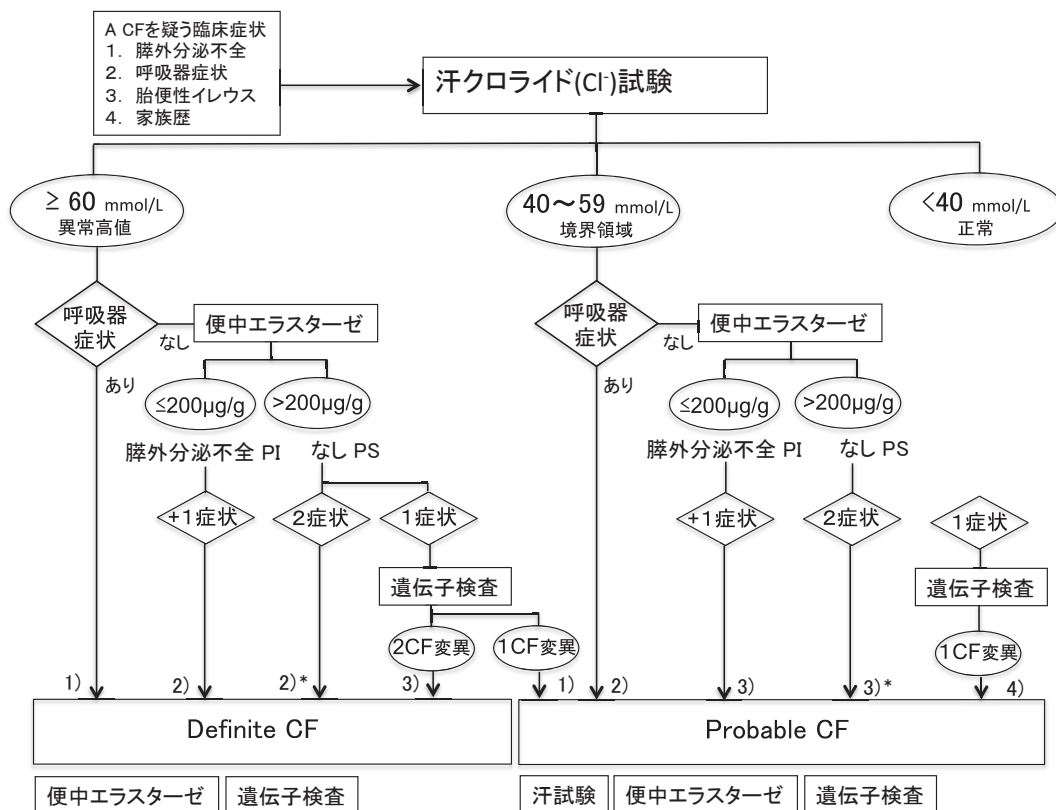 A CFを疑う臨床症状
1. 膵外分泌不全
2. 呼吸器症状
3. 胎便性イレウス
4. 家族歴
汗クロライド(Cl⁻)試験
≧ 60 mmol/L
異常高値
40〜59 mmol/L
境界領域
<40 mmol/L
正常
呼吸器
症状
なし
あり
便中エラスターゼ
≤200μg/g
>200μg/g
膵外分泌不全 PI
なし PS
+1症状
2症状
1症状
遺伝子検査
2CF変異
1CF変異
呼吸器
症状
なし
あり
便中エラスターゼ
≤200μg/g
>200μg/g
膵外分泌不全 PI
なし PS
+1症状
2症状
1症状
遺伝子検査
1CF変異
1)
2)
2)*
3)
1)
2)
3)
3)*
4)
Definite CF
Probable CF
便中エラスターゼ
遺伝子検査
汗試験
便中エラスターゼ
遺伝子検査